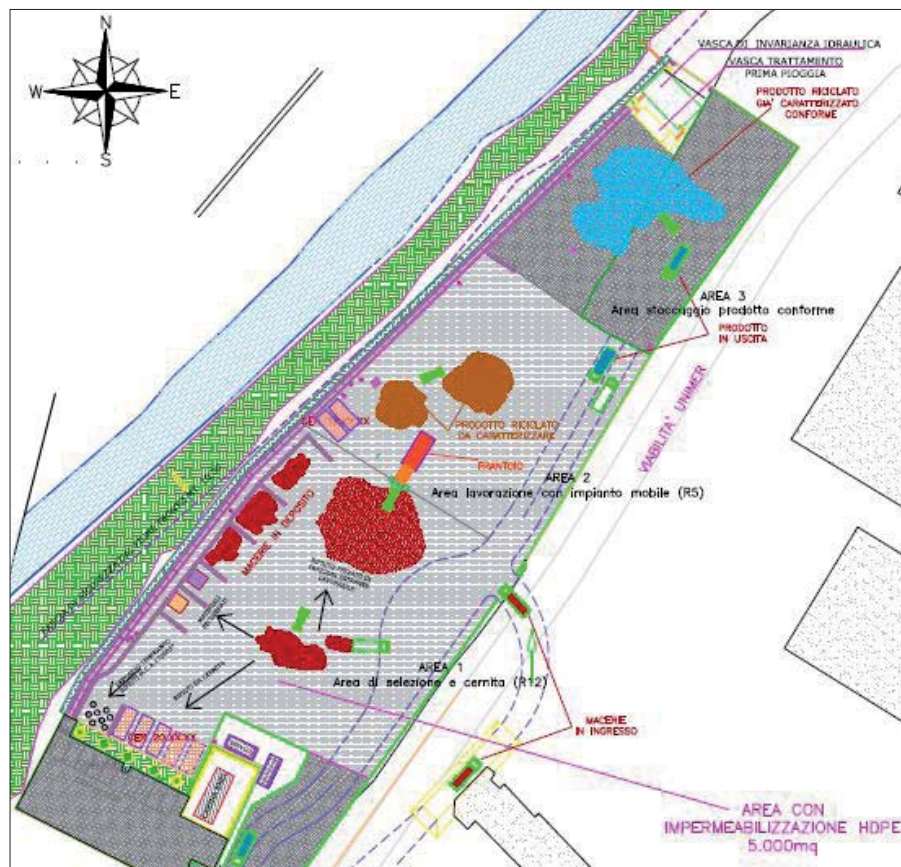 N
W
E
S
VASCA DI INVARIANZA IDRAULICA
VASCA TRATTAMENTO
PRIMA PIOGGIA
PRODOTTO RICICLATO
GIA' CARATTERIZZATO
CONFORME
AREA 3
Area stoccaggio prodotto conforme
PRODOTTO
IN USCITA
VIABILITA' UNIMER
PRODOTTO RICICLATO
DA CARATTERIZZARE
FRANTOIO
AREA 2
Area lavorazione con impianto mobile (R5)
MACERIE IN DEPOSITO
AREA 1
Area di selezione e cernita (R12)
MACERIE
IN INGRESSO
AREA CON
IMPERMEABILIZZAZIONE HDPE
5.000mq